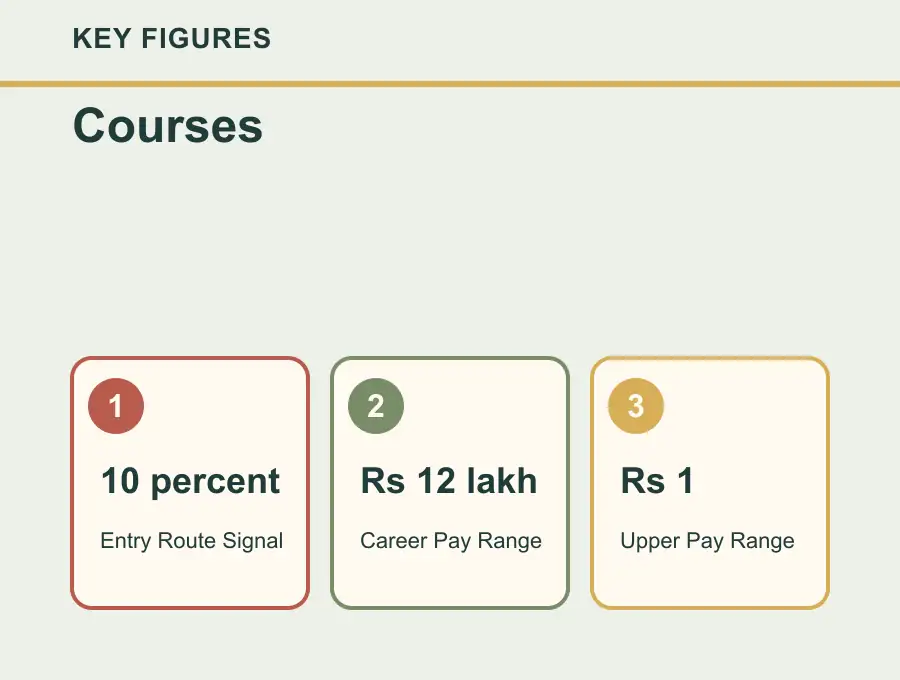 KEY FIGURES
Courses
1
2
3
10 percent
Rs 12 lakh
Rs 1
Entry Route Signal
Career Pay Range
Upper Pay Range